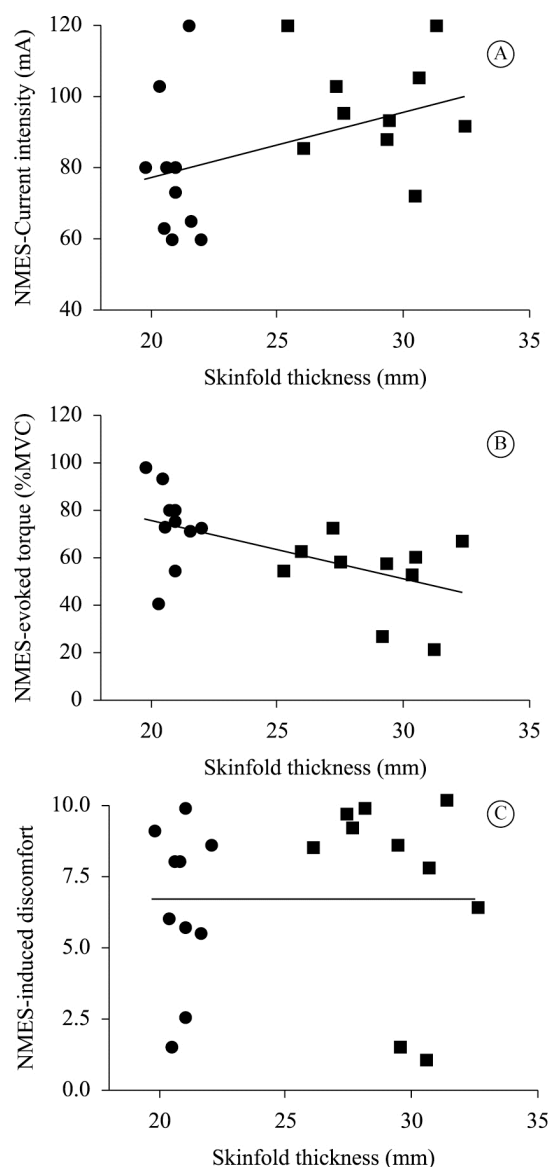 120
100
80
60
40
NMES-Current intensity (mA)
A
20 25 30 35
Skinfold thickness (mm)
120
100
80
60
40
20
0
NMES-evoked torque (%MVC)
B
20 25 30 35
Skinfold thickness (mm)
10.0
7.5
5.0
2.5
0.0
NMES-induced discomfort
C
20 25 30 35
Skinfold thickness (mm)